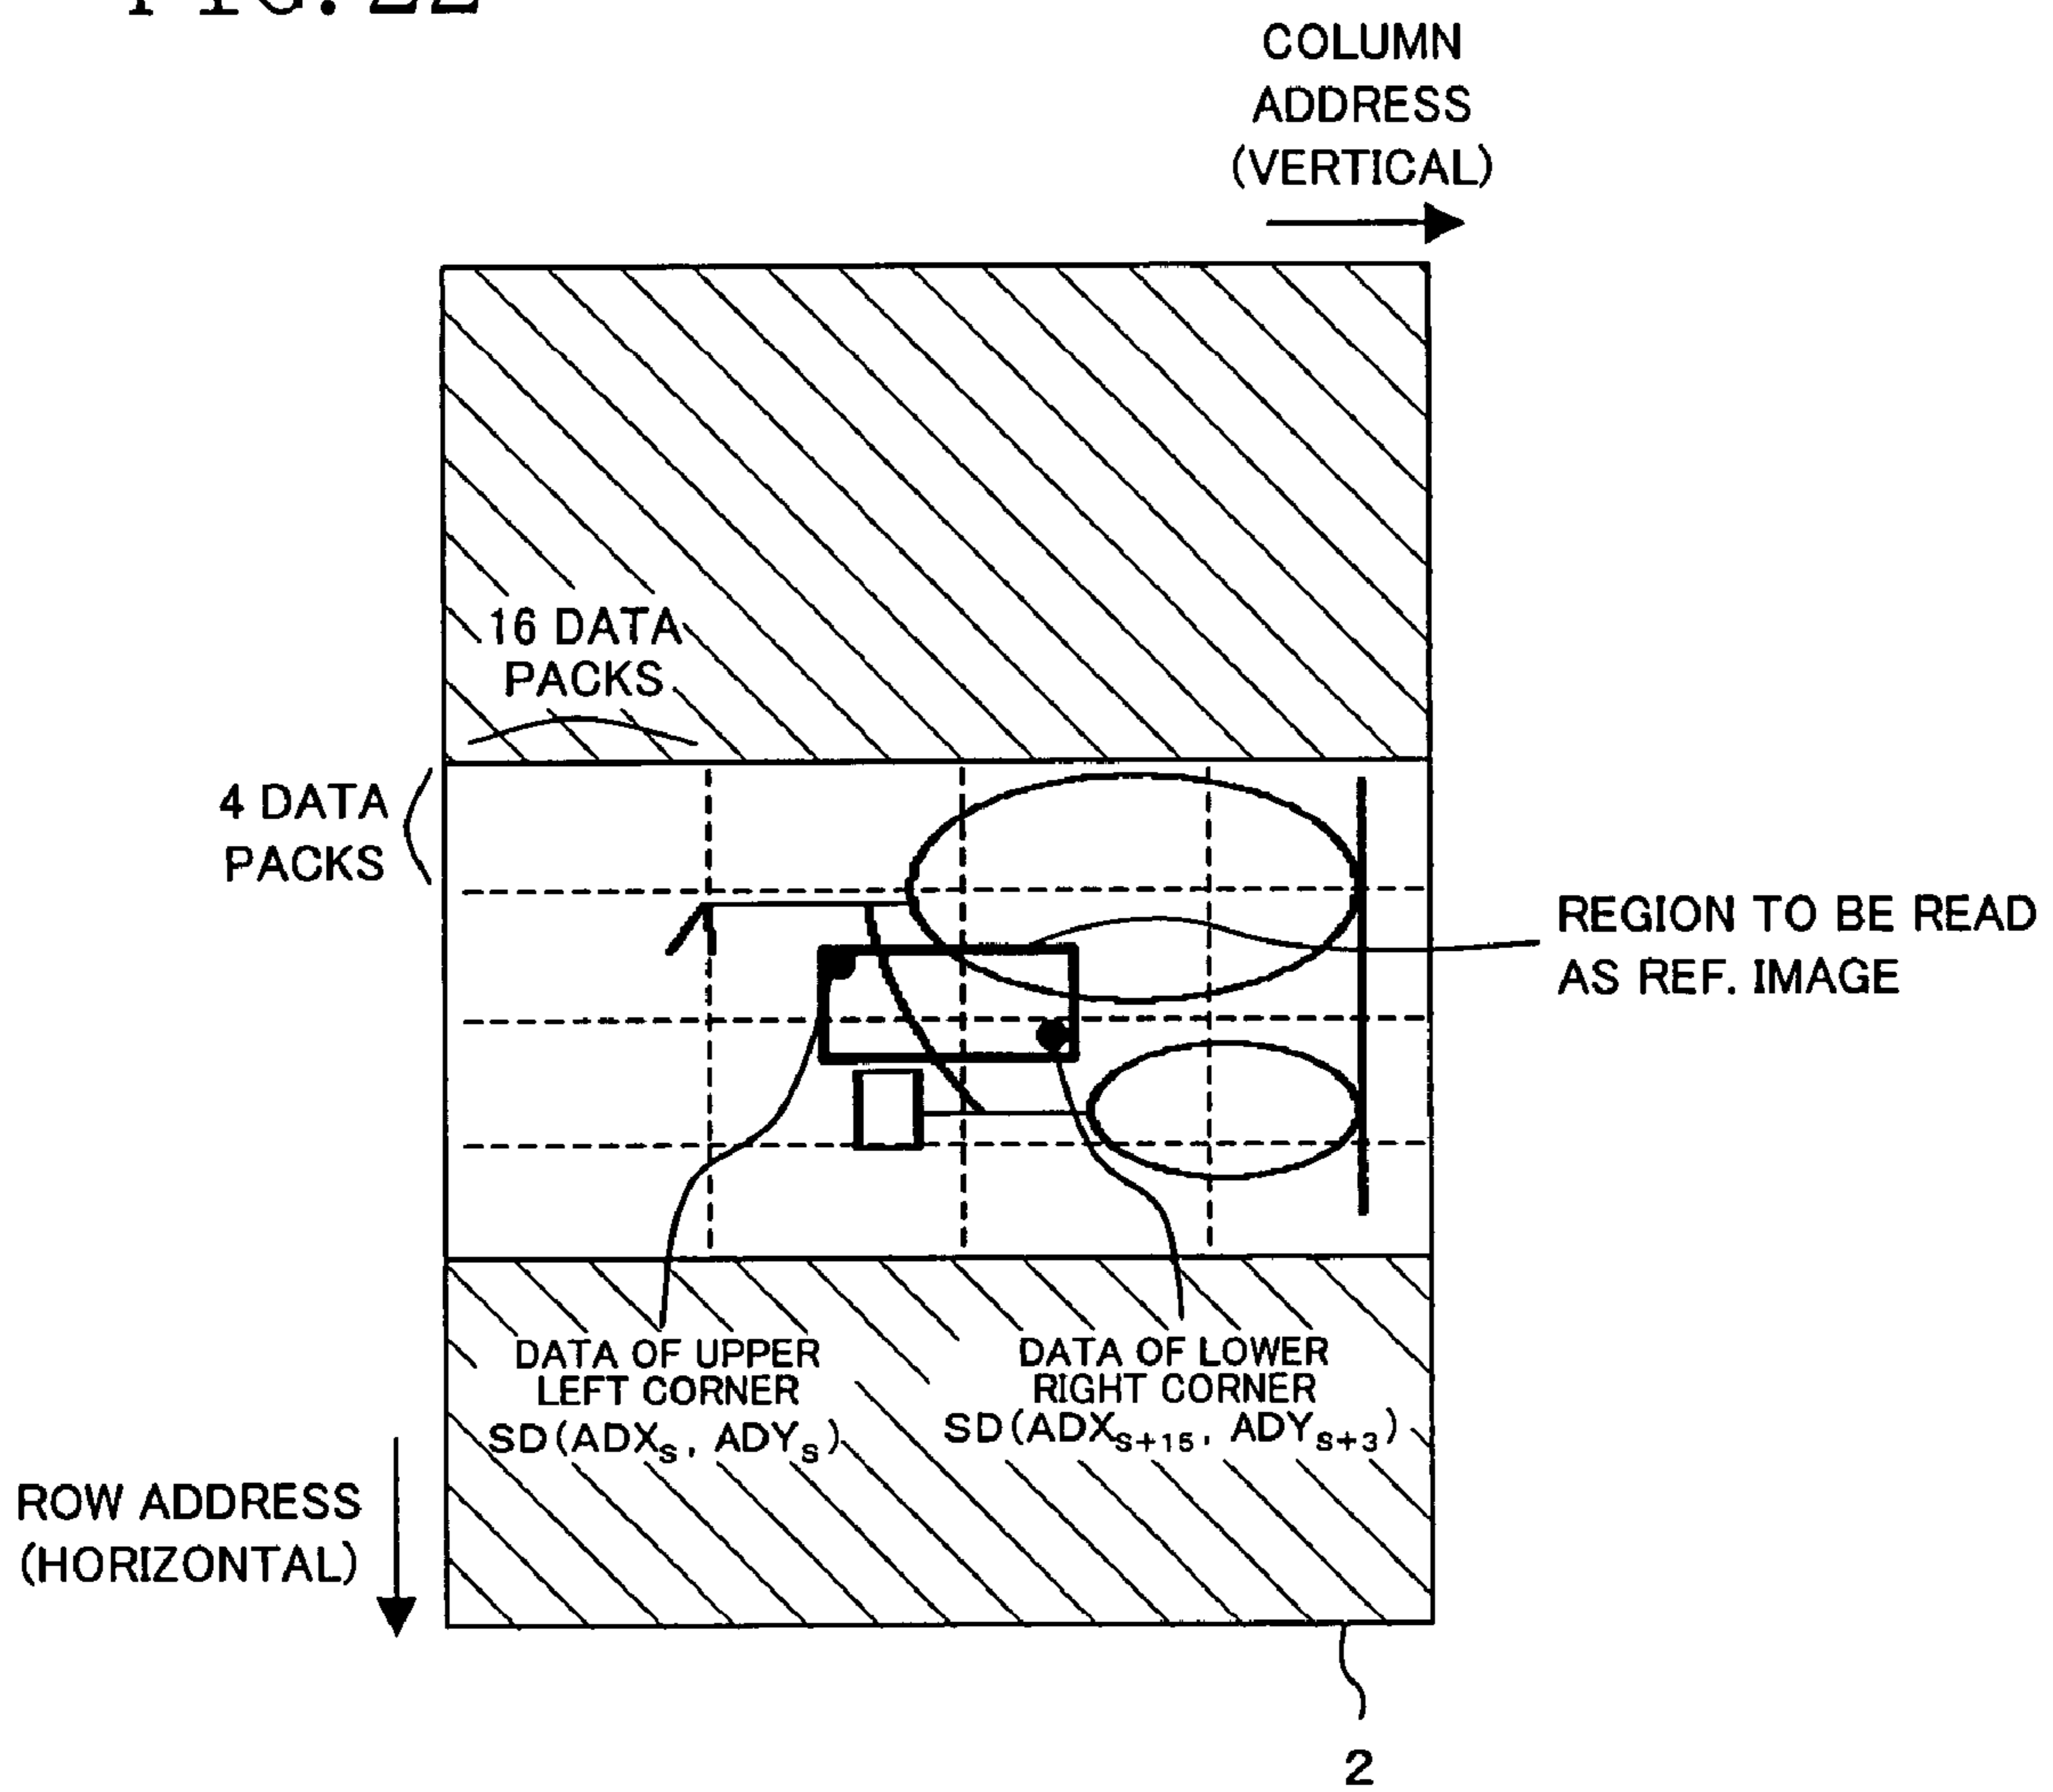 FIG. 22
COLUMN
ADDRESS
(VERTICAL)
16 DATA
PACKS
4 DATA
PACKS
REGION TO BE READ
AS REF. IMAGE
DATA OF UPPER
LEFT CORNER
SD(ADXs, ADYs)
DATA OF LOWER
RIGHT CORNER
SD(ADXs+15, ADYs+3)
ROW ADDRESS
(HORIZONTAL)
2